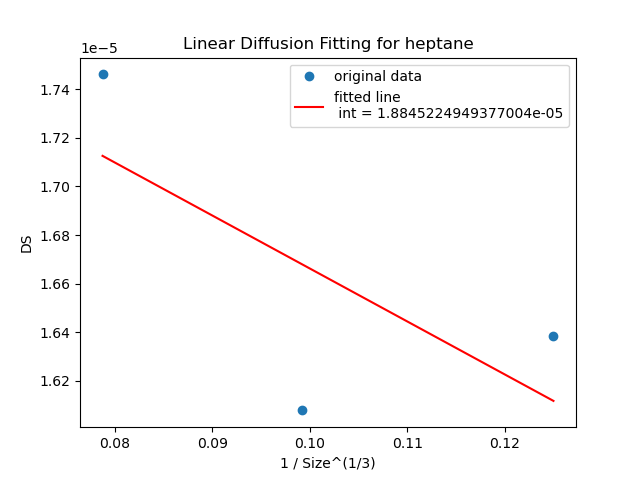 Linear Diffusion Fitting for heptane
1e−5
original data
fitted line
int = 1.8845224949377004e-05
1.74
1.72
1.70
1.68
1.66
1.64
1.62
DS
0.08 0.09 0.10 0.11 0.12
1 / Size^(1/3)